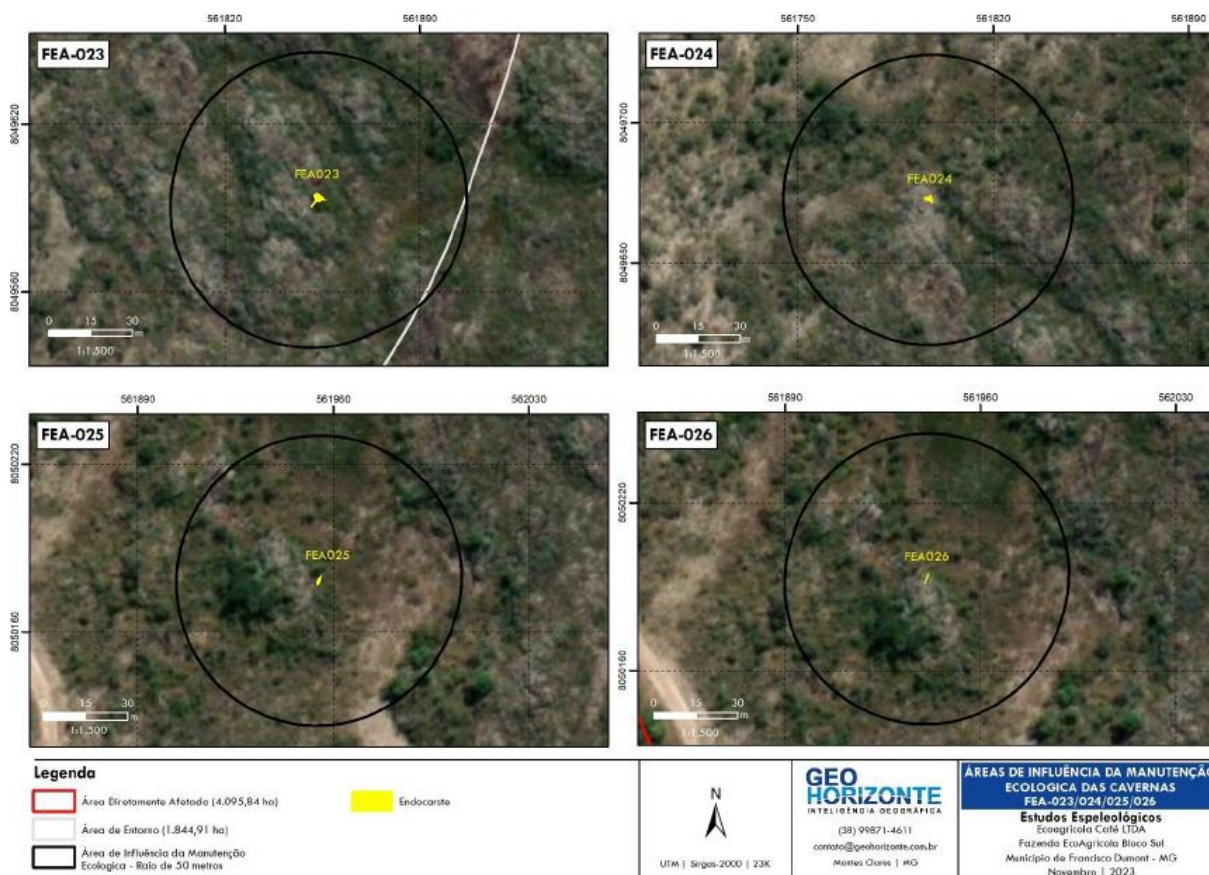 561820 561890
561750 561820 561890
FEA-023
FEA-024
8049620
8049700
FEA023
FEA024
8049560
8049630
0 15 30
m
1:1.500
0 15 30
m
1:1.500
561890 561960 562030
561890 561960 562030
FEA-025
FEA-026
8050220
8050220
FEA025
FEA026
8050160
8050160
0 15 30
m
1:1.500
0 15 30
m
1:1.500
Legenda
Área Diretamente Afetada (4.095,84 ha)
Endocarste
Área de Entorno (1.844,91 ha)
Área de Influência da Manutenção
Ecologica - Raio de 50 metros
N
UTM | Sirgas-2000 | 23K
GEO
HORIZONTE
INTELIGÊNCIA GEOGRÁFICA
(38) 99871-4611
contato@geohorizonte.com.br
Montes Claros | MG
ÁREAS DE INFLUÊNCIA DA MANUTENÇÃO
ECOLOGICA DAS CAVERNAS
FEA-023/024/025/026
Estudos Espeleológicos
Ecoagrícola Café LTDA
Fazenda EcoAgrícola Bloco Sul
Município de Francisco Dumont - MG
Novembro | 2023